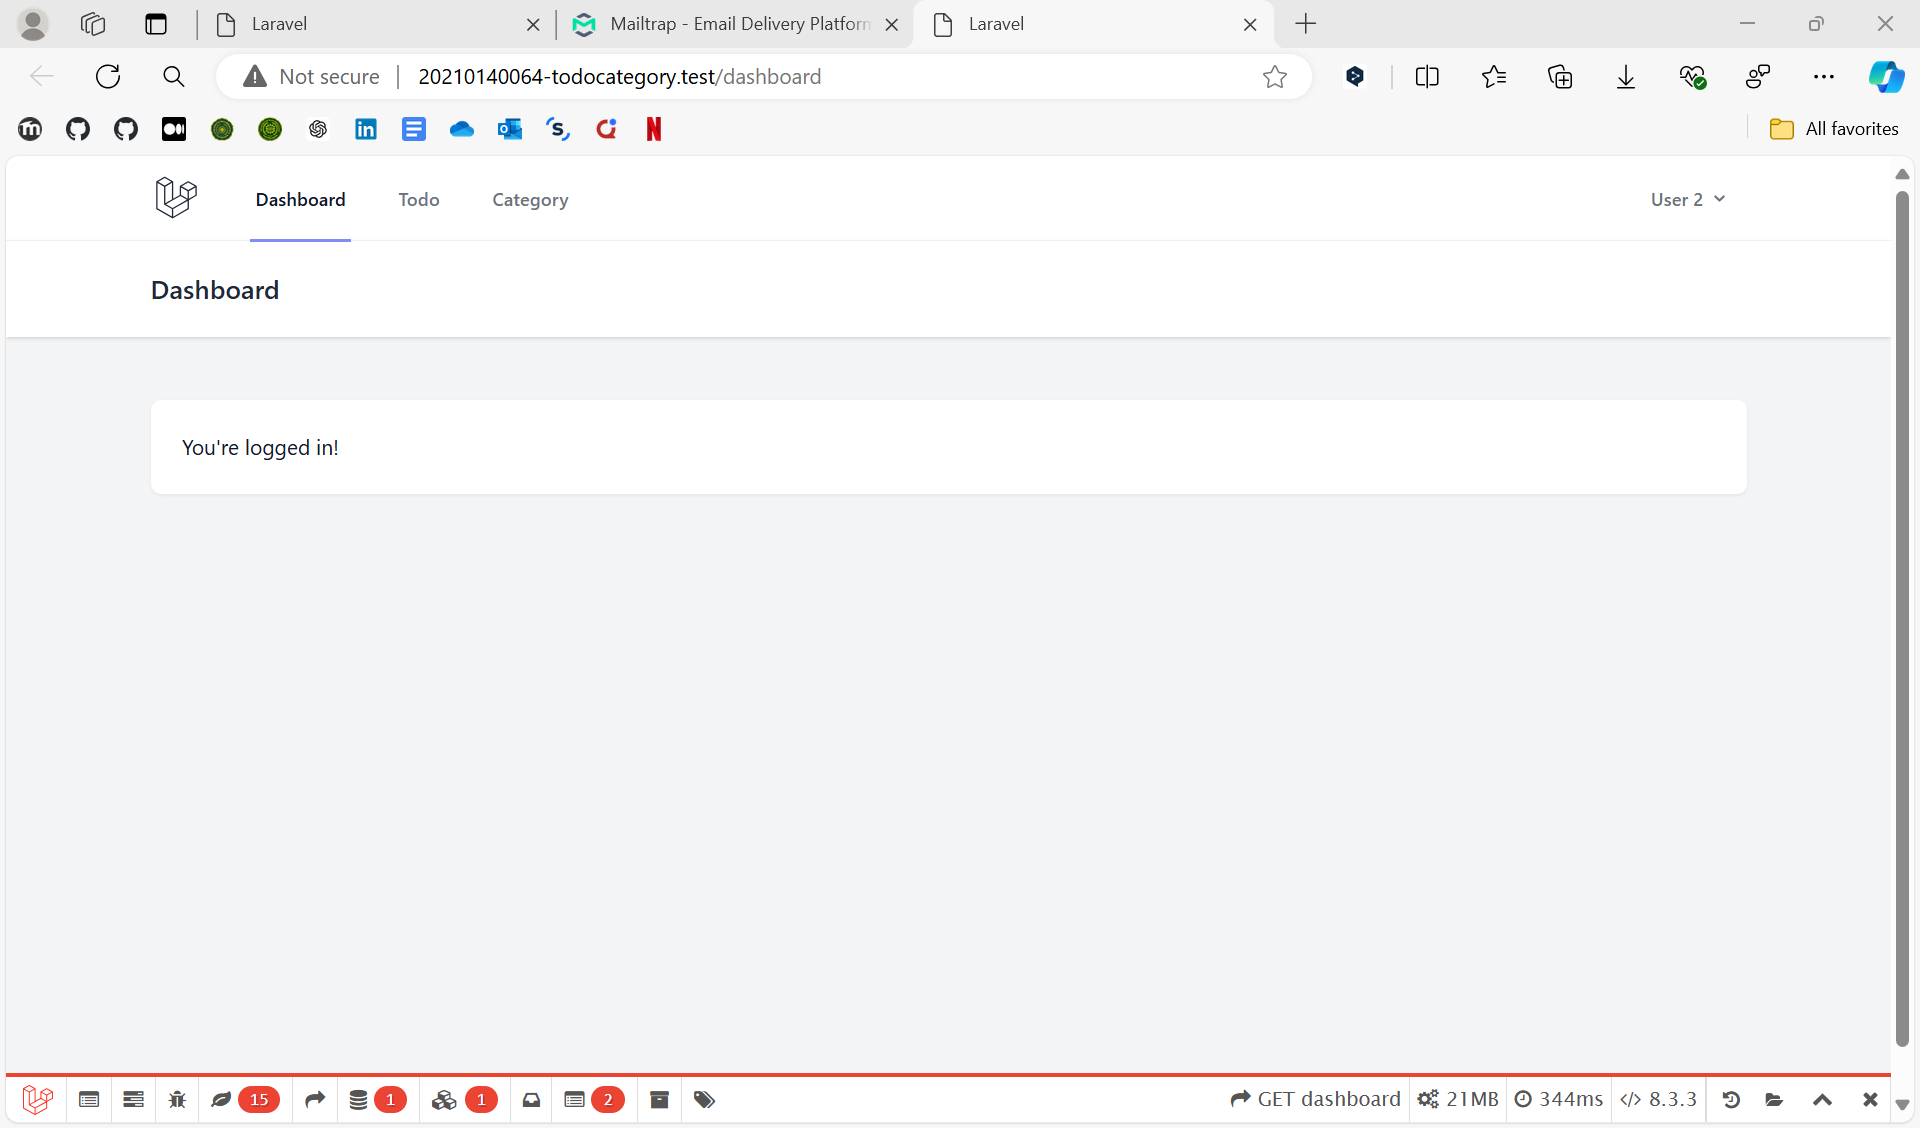 Laravel
Mailtrap - Email Delivery Platform
Laravel
Not secure
20210140064-todocategory.test/dashboard
All favorites
Dashboard
Todo
Category
User 2
Dashboard
You're logged in!
15
1
1
2
GET dashboard
21MB
344ms
8.3.3